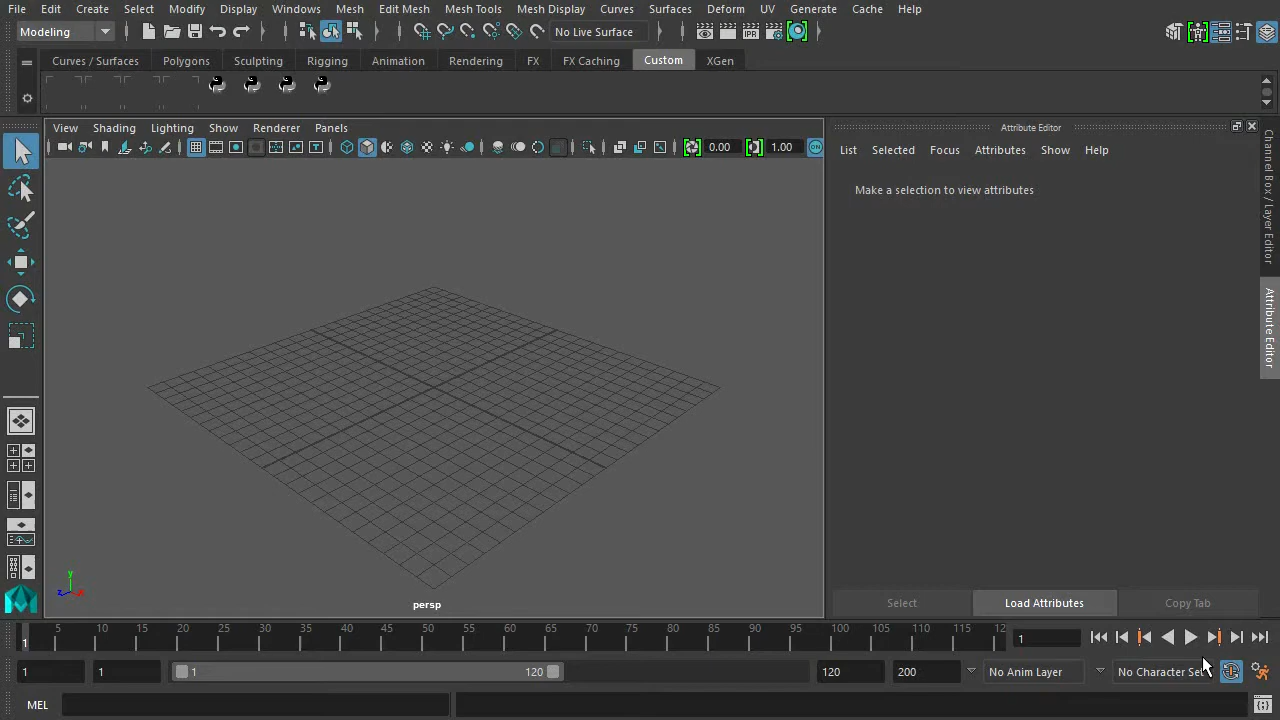 File Edit Create Select Modify Display Windows Mesh Edit Mesh Mesh Tools Mesh Display Curves Surfaces Deform UV Generate Cache Help
Modeling No Live Surface IPR
Curves / Surfaces Polygons Sculpting Rigging Animation Rendering FX FX Caching Custom XGen
View Shading Lighting Show Renderer Panels
0.00 1.00 ON
Attribute Editor
List Selected Focus Attributes Show Help
Make a selection to view attributes
Channel Box / Layer Editor
Attribute Editor
y
z x
persp
Select Load Attributes Copy Tab
1 5 10 15 20 25 30 35 40 45 50 55 60 65 70 75 80 85 90 95 100 105 110 115 12 1
1 1 1 120 120 200 No Anim Layer No Character Set
MEL